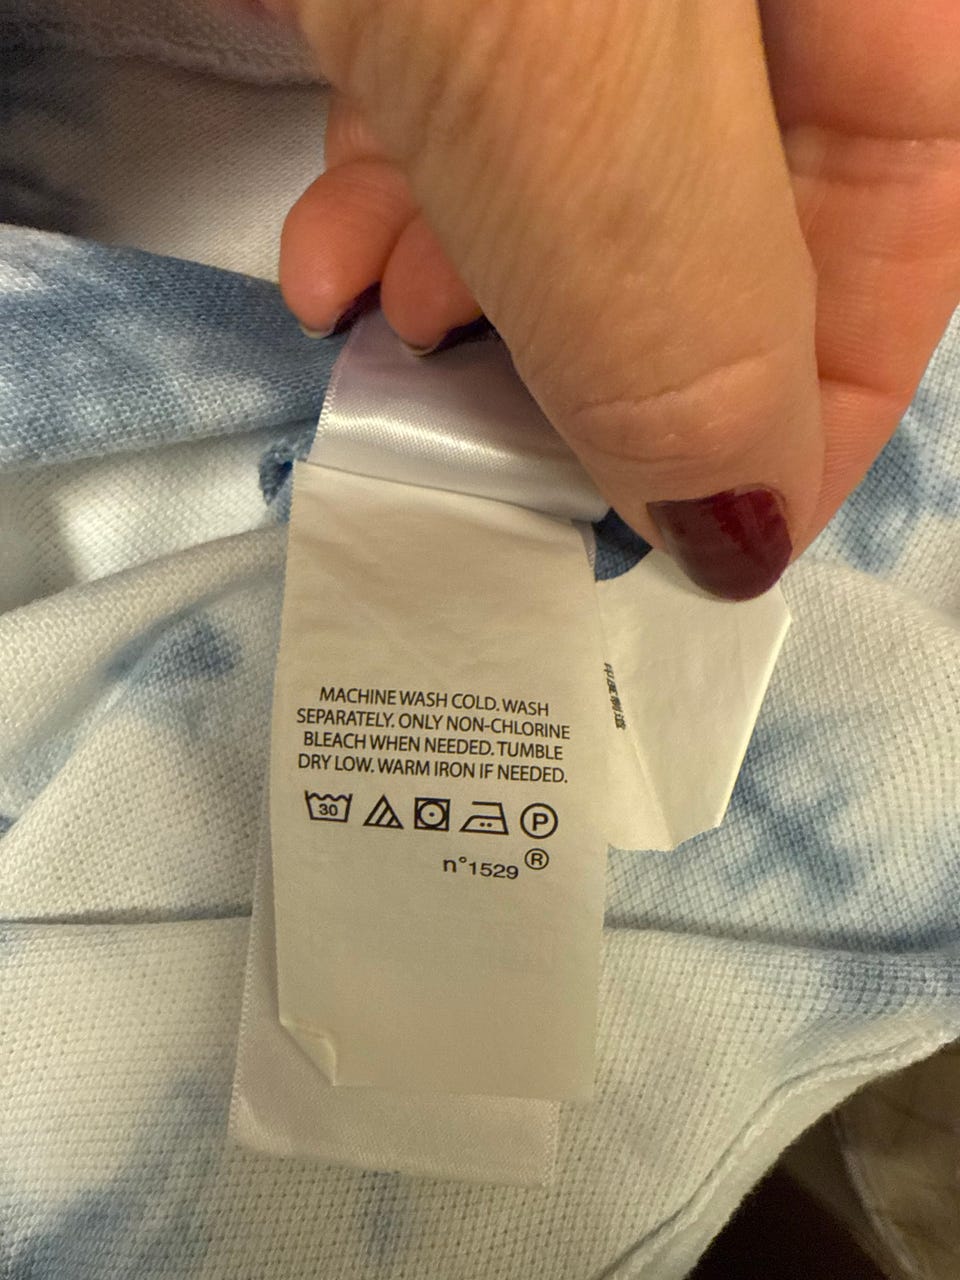 MACHINE WASH COLD. WASH
SEPARATELY. ONLY NON-CHLORINE
BLEACH WHEN NEEDED. TUMBLE
DRY LOW. WARM IRON IF NEEDED.
30 P
n°1529 ®